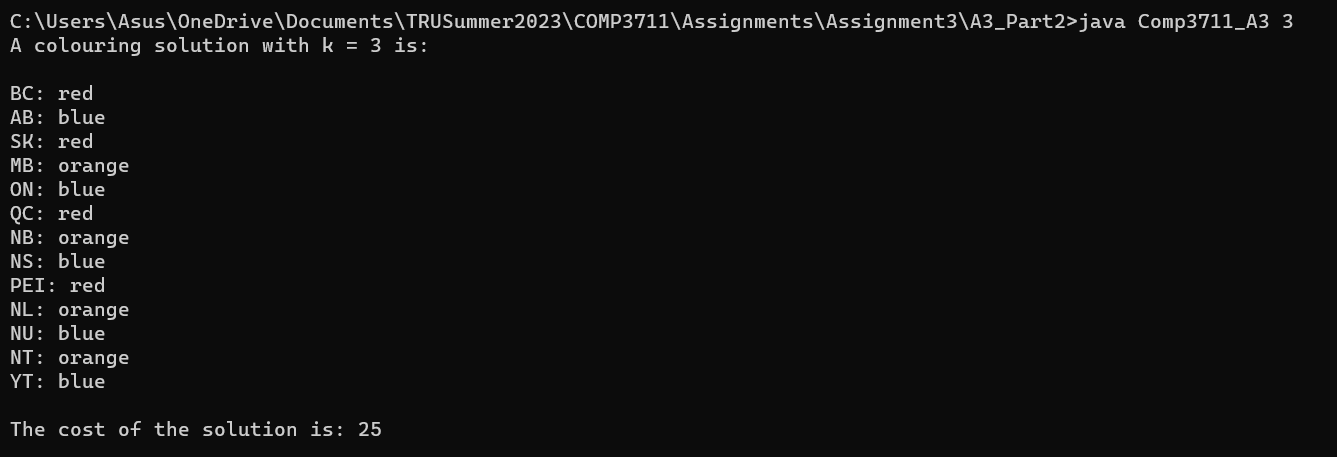 C:\Users\Asus\OneDrive\Documents\TRUSummer2023\COMP3711\Assignments\Assignment3\A3_Part2>java Comp3711_A3 3
A colouring solution with k = 3 is:
BC: red
AB: blue
SK: red
MB: orange
ON: blue
QC: red
NB: orange
NS: blue
PEI: red
NL: orange
NU: blue
NT: orange
YT: blue
The cost of the solution is: 25